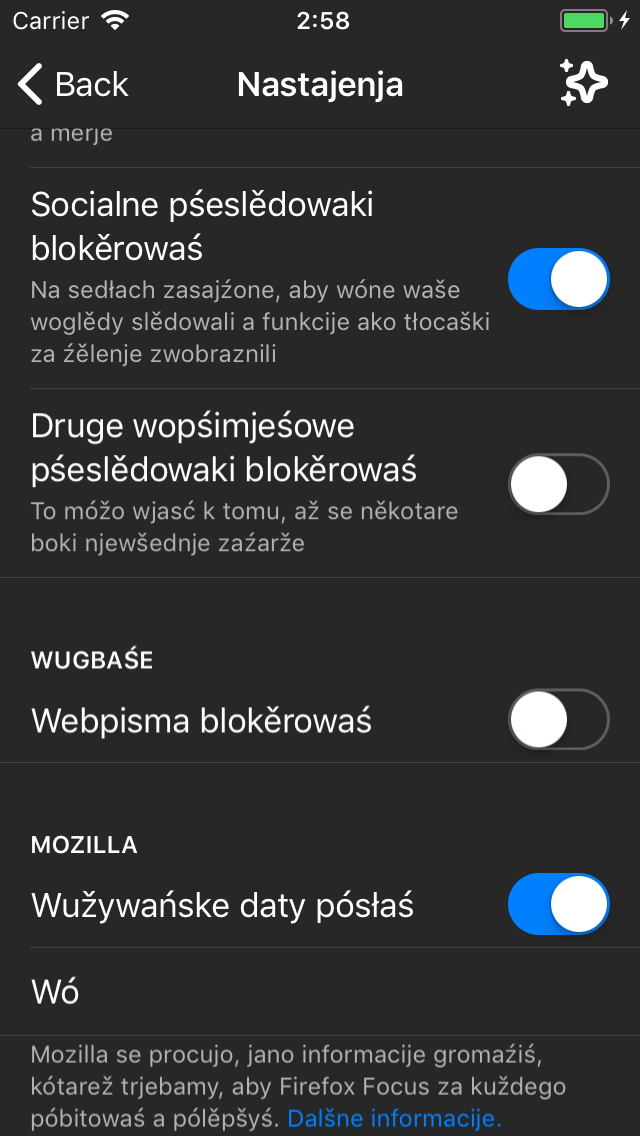 Carrier 2:58
Back Nastajenja
a merje
Socialne pśeslědowaki
blokěrowaś
Na sedłach zasajźone, aby wóne waše
woglědy slědowali a funkcije ako tłocaški
za źělenje zwobraznili
Druge wopśimjeśowe
pśeslědowaki blokěrowaś
To móžo wjasć k tomu, až se někotare
boki njewšednje zaźarže
WUGBAŚE
Webpisma blokěrowaś
MOZILLA
Wužywańske daty pósłaś
Wó
Mozilla se procujo, jano informacije gromaźiś,
kótarež trjebamy, aby Firefox Focus za kuždego
póbitowaś a pólěpšyś. Dalšne informacije.